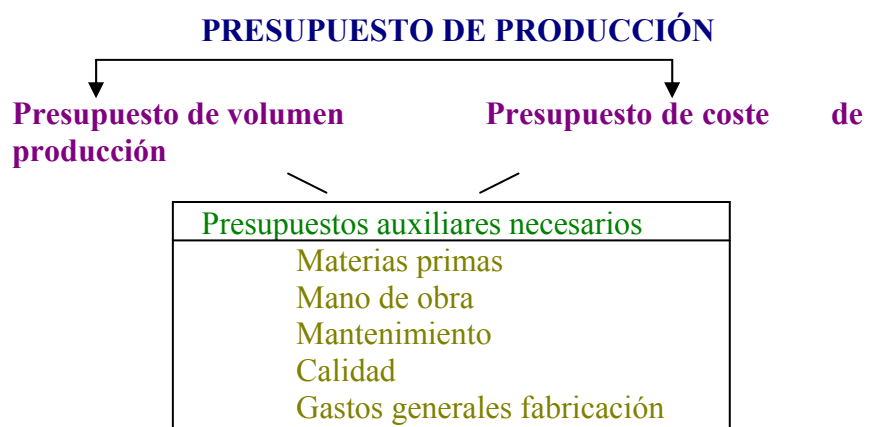 PRESUPUESTO DE PRODUCCIÓN
Presupuesto de volumen Presupuesto de coste de
producción
Presupuestos auxiliares necesarios
Materias primas
Mano de obra
Mantenimiento
Calidad
Gastos generales fabricación